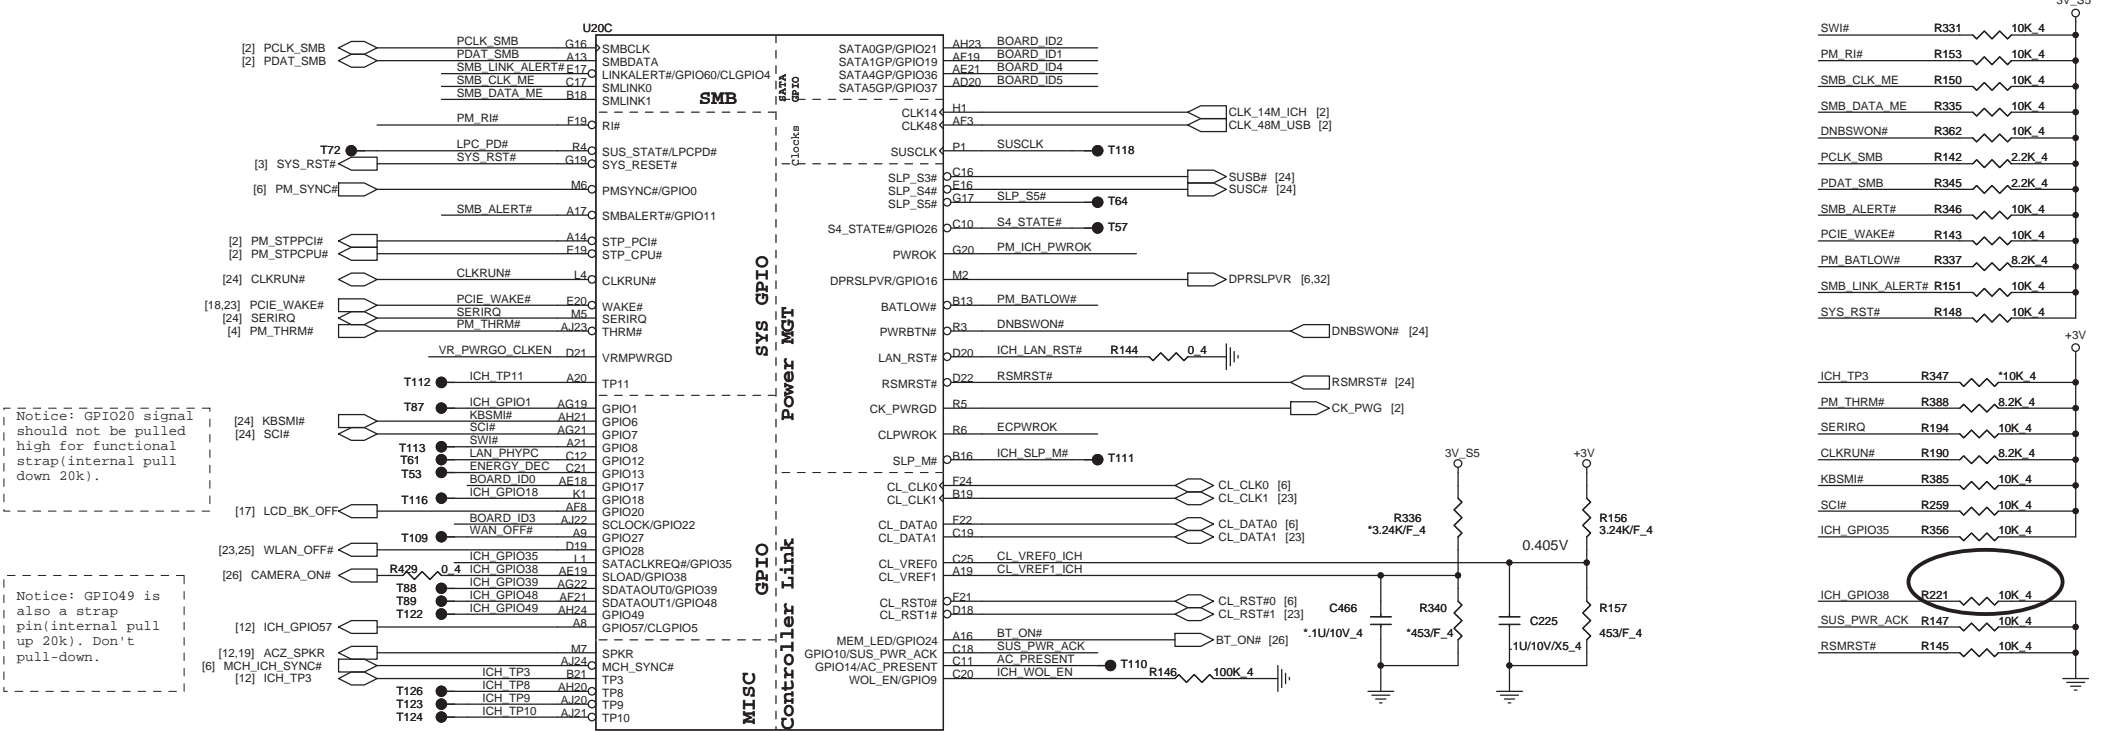 U20C
[2] PCLK_SMB PCLK_SMB G16 SMBCLK
[2] PDAT_SMB PDAT_SMB A13 SMBDATA
SMB_LINK_ALERT# E17 LINKALERT#/GPIO60/CLGPIO4
SMB_CLK_ME C17 SMLINK0
SMB_DATA_ME B18 SMLINK1
SMB
PM_RI# F19 RI#
T72 LPC_PD# R4 SUS_STAT#/LPCPD#
[3] SYS_RST# SYS_RST# G19 SYS_RESET#
[6] PM_SYNC# M6 PMSYNC#/GPIO0
SMB_ALERT# A17 SMBALERT#/GPIO11
[2] PM_STPPCI# A14 STP_PCI#
[2] PM_STPCPU# E19 STP_CPU#
[24] CLKRUN# CLKRUN# L4 CLKRUN#
[18,23] PCIE_WAKE# PCIE_WAKE# E20 WAKE#
[24] SERIRQ SERIRQ M5 SERIRQ
[4] PM_THRM# PM_THRM# AJ23 THRM#
VR_PWRGO_CLKEN D21 VRMPWRGD
T112 ICH_TP11 A20 TP11
SYS GPIO
T87 ICH_GPIO1 AG19 GPIO1
[24] KBSMI# KBSMI# AH21 GPIO6
[24] SCI# SCI# AG21 GPIO7
T113 SWI# A21 GPIO8
T61 LAN_PHYPC C12 GPIO12
T53 ENERGY_DEC C21 GPIO13
BOARD_ID0 AE18 GPIO17
T116 ICH_GPIO18 K1 GPIO18
[17] LCD_BK_OFF AF8 GPIO20
BOARD_ID3 AJ22 SCLOCK/GPIO22
T109 WAN_OFF# A9 GPIO27
[23,25] WLAN_OFF# D19 GPIO28
ICH_GPIO35 L1 SATACLKREQ#/GPIO35
[26] CAMERA_ON# R429 0_4 ICH_GPIO38 AE19 SLOAD/GPIO38
T88 ICH_GPIO39 AG22 SDATAOUT0/GPIO39
T89 ICH_GPIO48 AF21 SDATAOUT1/GPIO48
T122 ICH_GPIO49 AH24 GPIO49
[12] ICH_GPIO57 A8 GPIO57/CLGPIO5
GPIO
[12,19] ACZ_SPKR M7 SPKR
[6] MCH_ICH_SYNC# AJ24 MCH_SYNC#
[12] ICH_TP3 ICH_TP3 B21 TP3
T126 ICH_TP8 AH20 TP8
T123 ICH_TP9 AJ20 TP9
T124 ICH_TP10 AJ21 TP10
MISC
Notice: GPIO20 signal
should not be pulled
high for functional
strap(internal pull
down 20k).
Notice: GPIO49 is
also a strap
pin(internal pull
up 20k). Don't
pull-down.
SATA
GPIO
SATA0GP/GPIO21 AH23 BOARD_ID2
SATA1GP/GPIO19 AF19 BOARD_ID1
SATA4GP/GPIO36 AE21 BOARD_ID4
SATA5GP/GPIO37 AD20 BOARD_ID5
Clocks
CLK14 H1 CLK_14M_ICH [2]
CLK48 AF3 CLK_48M_USB [2]
SUSCLK P1 SUSCLK T118
SLP_S3# C16 SUSB# [24]
SLP_S4# E16 SUSC# [24]
SLP_S5# G17 SLP_S5# T64
S4_STATE#/GPIO26 C10 S4_STATE# T57
PWROK G20 PM_ICH_PWROK
DPRSLPVR/GPIO16 M2 DPRSLPVR [6,32]
BATLOW# B13 PM_BATLOW#
PWRBTN# R3 DNBSWON# DNBSWON# [24]
LAN_RST# D20 ICH_LAN_RST# R144 0_4
RSMRST# D22 RSMRST# RSMRST# [24]
CK_PWRGD R5 CK_PWG [2]
CLPWROK R6 ECPWROK
SLP_M# B16 ICH_SLP_M# T111
Power MGT
CL_CLK0 F24 CL_CLK0 [6]
CL_CLK1 B19 CL_CLK1 [23]
CL_DATA0 F22 CL_DATA0 [6]
CL_DATA1 C19 CL_DATA1 [23]
CL_VREF0 C25 CL_VREF0_ICH
CL_VREF1 A19 CL_VREF1_ICH
CL_RST0# F21 CL_RST#0 [6]
CL_RST1# D18 CL_RST#1 [23]
MEM_LED/GPIO24 A16 BT_ON# BT_ON# [26]
GPIO10/SUS_PWR_ACK C18 SUS_PWR_ACK
GPIO14/AC_PRESENT C11 AC_PRESENT T110
WOL_EN/GPIO9 C20 ICH_WOL_EN R146 100K_4
Controller Link
3V_S5
R336
*3.24K/F_4
+3V
R156
3.24K/F_4
0.405V
C466
*.1U/10V_4
R340
*453/F_4
C225
.1U/10V/X5_4
R157
453/F_4
3V_S5
SWI# R331 10K_4
PM_RI# R153 10K_4
SMB_CLK_ME R150 10K_4
SMB_DATA_ME R335 10K_4
DNBSWON# R362 10K_4
PCLK_SMB R142 2.2K_4
PDAT_SMB R345 2.2K_4
SMB_ALERT# R346 10K_4
PCIE_WAKE# R143 10K_4
PM_BATLOW# R337 8.2K_4
SMB_LINK_ALERT# R151 10K_4
SYS_RST# R148 10K_4
+3V
ICH_TP3 R347 *10K_4
PM_THRM# R388 8.2K_4
SERIRQ R194 10K_4
CLKRUN# R190 8.2K_4
KBSMI# R385 10K_4
SCI# R259 10K_4
ICH_GPIO35 R356 10K_4
ICH_GPIO38 R221 10K_4
SUS_PWR_ACK R147 10K_4
RSMRST# R145 10K_4